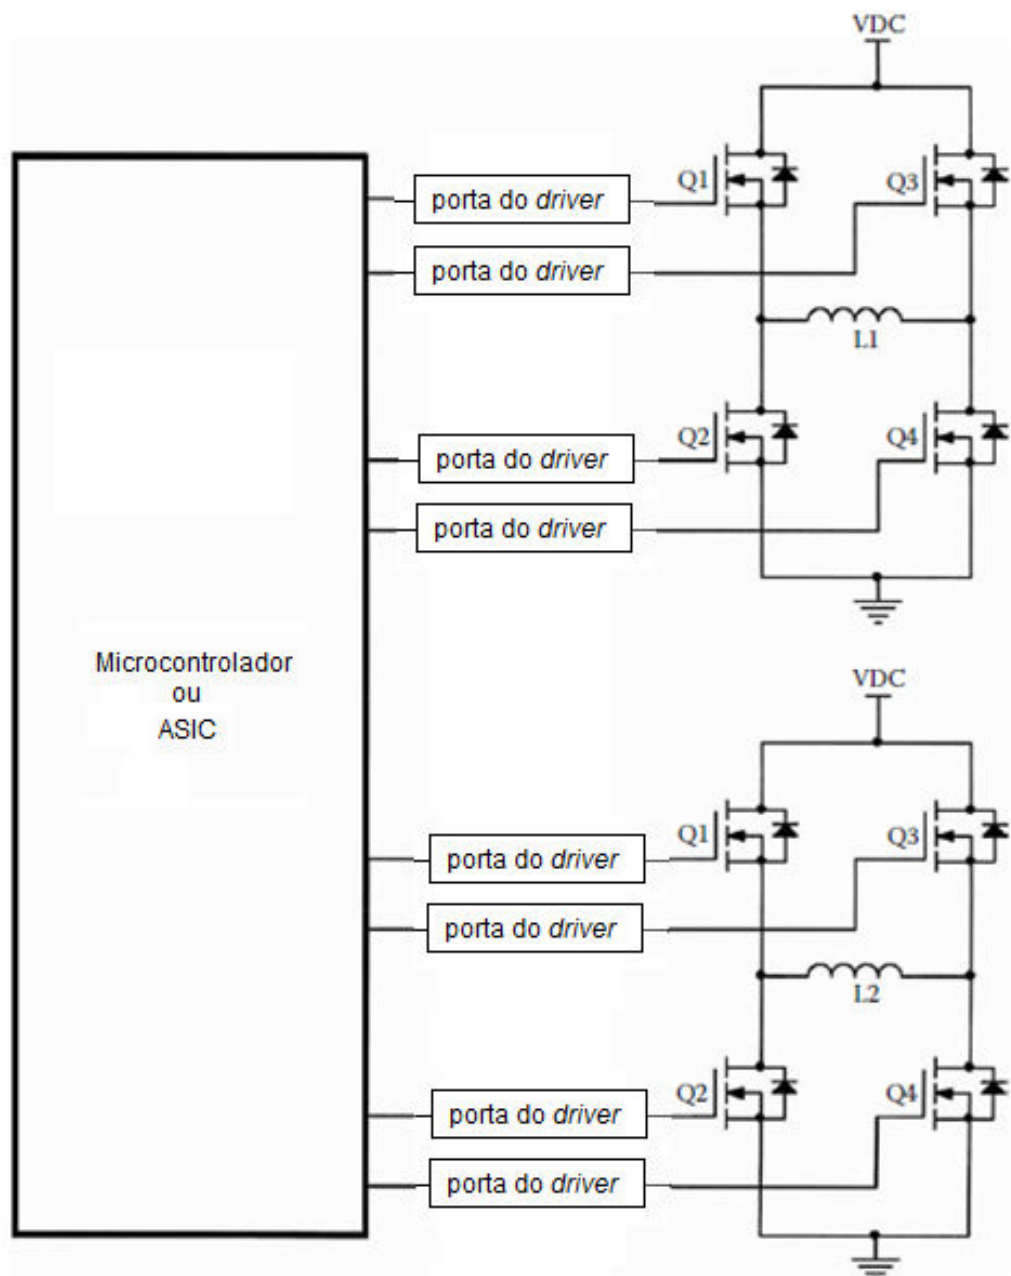 VDC
Q1
Q3
porta do driver
porta do driver
L1
Q2
Q4
porta do driver
porta do driver
Microcontrolador
ou
ASIC
VDC
Q1
Q3
porta do driver
porta do driver
L2
Q2
Q4
porta do driver
porta do driver